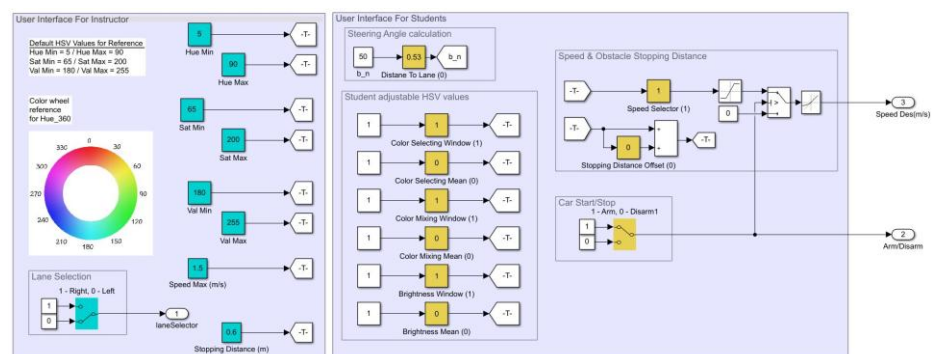 User Interface For Instructor
Default HSV Values for Reference
Hue Min = 5 / Hue Max = 90
Sat Min = 65 / Sat Max = 200
Val Min = 180 / Val Max = 255
Color wheel
reference
for Hue_360
0
30
60
90
120
150
180
210
240
270
300
330
5
-T-
Hue Min
90
-T-
Hue Max
65
-T-
Sat Min
200
-T-
Sat Max
180
-T-
Val Min
255
-T-
Val Max
1.5
-T-
Speed Max (m/s)
0.6
-T-
Stopping Distance (m)
Lane Selection
1 - Right, 0 - Left
1
0
1
laneSelector
User Interface For Students
Steering Angle calculation
50
0.53
b_n
b_n
Distane To Lane (0)
Student adjustable HSV values
1
1
-T-
Color Selecting Window (1)
1
0
-T-
Color Selecting Mean (0)
1
1
-T-
Color Mixing Window (1)
1
0
-T-
Color Mixing Mean (0)
1
1
-T-
Brightness Window (1)
1
0
-T-
Brightness Mean (0)
Speed & Obstacle Stopping Distance
-T-
1
Speed Selector (1)
0
>
3
Speed Des(m/s)
-T-
0
+
+
-T-
Stopping Distance Offset (0)
Car Start/Stop
1 - Arm, 0 - Disarm1
1
0
2
Arm/Disarm